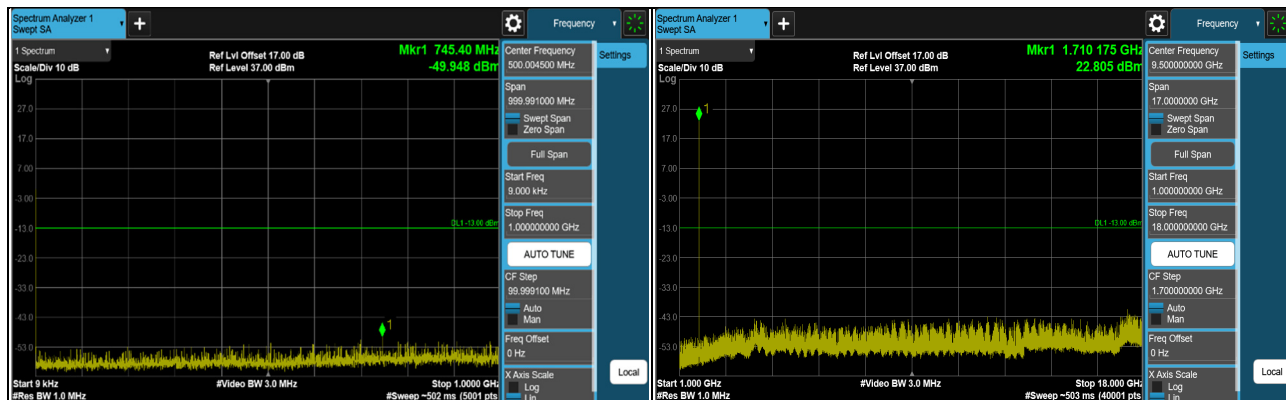 Spectrum Analyzer 1
Swept SA
+
Frequency
1 Spectrum
Scale/Div 10 dB
Log
Ref Lvl Offset 17.00 dB
Ref Level 37.00 dBm
Mkr1 745.40 MHz
-49.948 dBm
27.0
17.0
7.00
-3.00
-13.0
-23.0
-33.0
-43.0
-53.0
DL1 -13.00 dBm
1
Start 9 kHz
#Res BW 1.0 MHz
#Video BW 3.0 MHz
Stop 1.0000 GHz
#Sweep ~502 ms (5001 pts
Center Frequency
500.004500 MHz
Settings
Span
999.991000 MHz
Swept Span
Zero Span
Full Span
Start Freq
9.000 kHz
Stop Freq
1.000000000 GHz
AUTO TUNE
CF Step
99.999100 MHz
Auto
Man
Freq Offset
0 Hz
X Axis Scale
Log
Lin
Local
Spectrum Analyzer 1
Swept SA
+
Frequency
1 Spectrum
Scale/Div 10 dB
Log
Ref Lvl Offset 17.00 dB
Ref Level 37.00 dBm
Mkr1 1.710 175 GHz
22.805 dBm
27.0
17.0
7.00
-3.00
-13.0
-23.0
-33.0
-43.0
-53.0
DL1 -13.00 dBm
1
Start 1.000 GHz
#Res BW 1.0 MHz
#Video BW 3.0 MHz
Stop 18.000 GHz
#Sweep ~503 ms (40001 pts
Center Frequency
9.500000000 GHz
Settings
Span
17.0000000 GHz
Swept Span
Zero Span
Full Span
Start Freq
1.000000000 GHz
Stop Freq
18.000000000 GHz
AUTO TUNE
CF Step
1.700000000 GHz
Auto
Man
Freq Offset
0 Hz
X Axis Scale
Log
Lin
Local